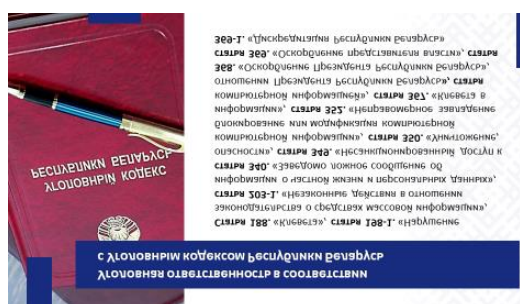 Уголовная ответственность в соответствии
с Уголовным кодексом Республики Беларусь
Статья 188. «Клевета», статья 198-1. «Нарушение
законодательства о средствах массовой информации»,
статья 203-1. «Незаконные действия в отношении
информации о частной жизни и персональных данных»,
статья 340. «Заведомо ложное сообщение об
опасности», статья 349. «Несанкционированный доступ к
компьютерной информации», статья 350. «Уничтожение,
блокирование или модификация компьютерной
информации», статья 352. «Неправомерное завладение
компьютерной информацией», статья 367. «Клевета в
отношении Президента Республики Беларусь», статья
368. «Оскорбление Президента Республики Беларусь»,
статья 369. «Оскорбление представителя власти», статья
369-1. «Дискредитация Республики Беларусь»
УГОЛОВНЫЙ КОДЕКС
РЕСПУБЛИКИ БЕЛАРУСЬ